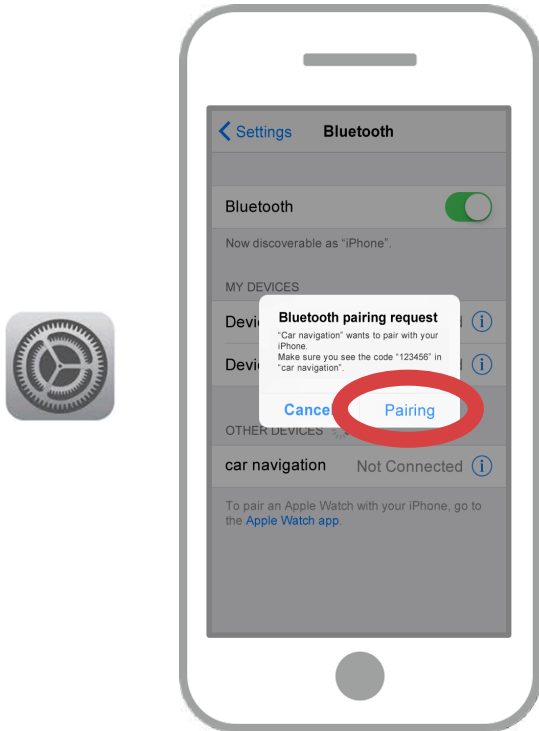 Settings Bluetooth
Bluetooth
Now discoverable as “iPhone”.
MY DEVICES
Bluetooth pairing request
“Car navigation” wants to pair with your
iPhone.
Make sure you see the code “123456” in
“car navigation”.
Cancel Pairing
OTHER DEVICES
car navigation Not Connected
To pair an Apple Watch with your iPhone, go to
the Apple Watch app.